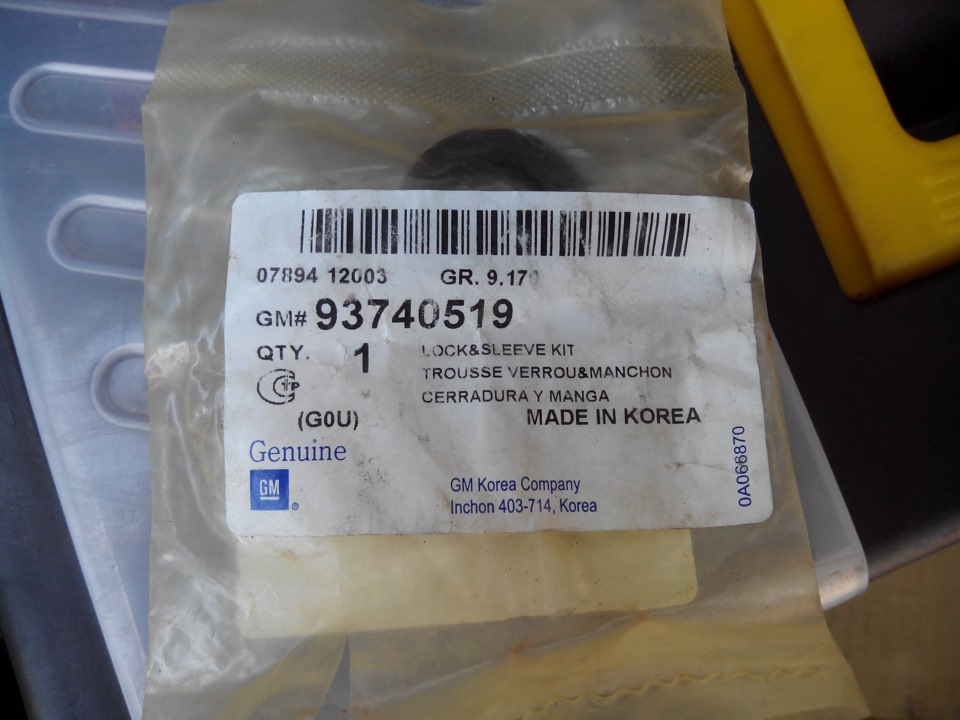 07894 12003 GR. 9.170
GM# 93740519
QTY. 1
LOCK&SLEEVE KIT
TROUSSE VERROU&MANCHON
CERRADURA Y MANGA
(G0U)
MADE IN KOREA
Genuine
GM ®
GM Korea Company
Inchon 403-714, Korea
0A066870